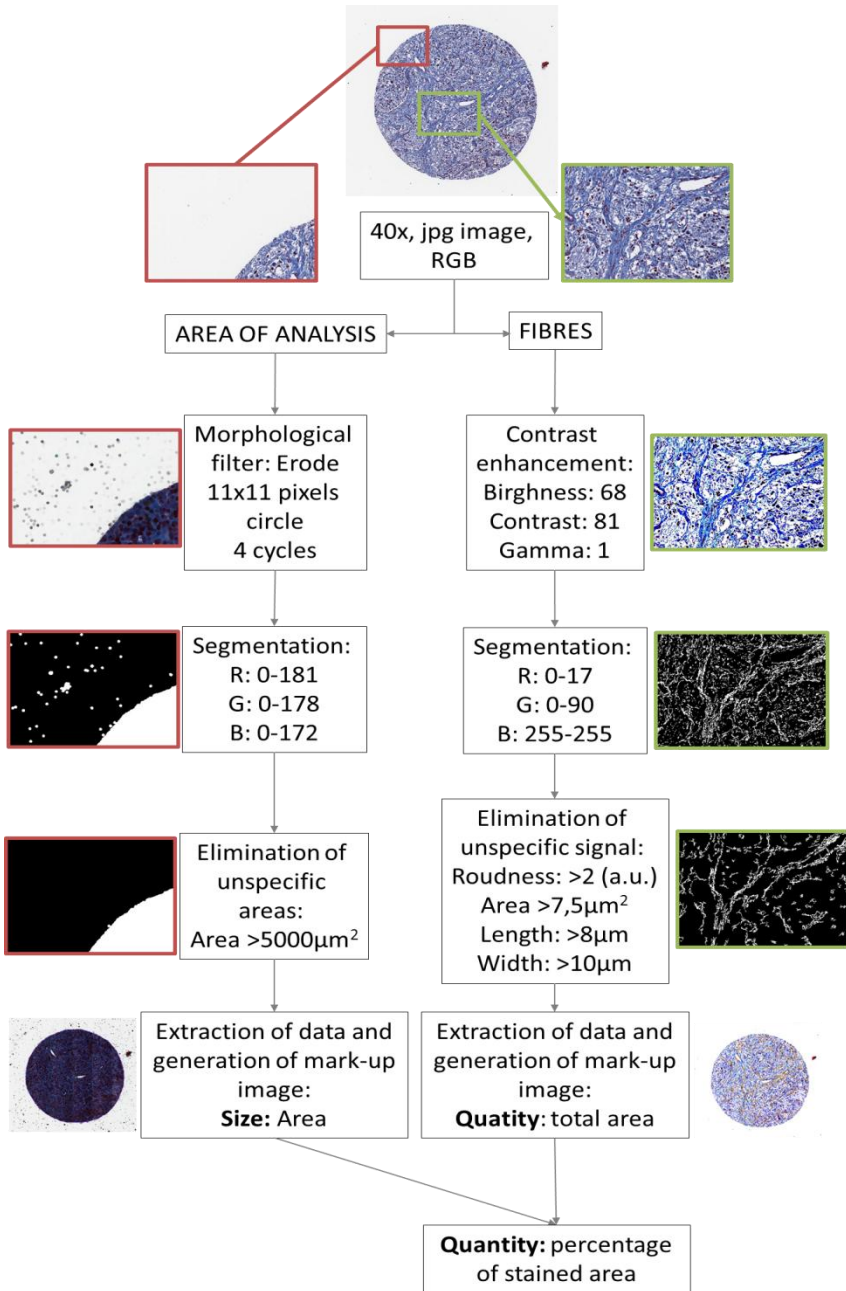 40x, jpg image,
RGB
AREA OF ANALYSIS
FIBRES
Morphological
filter: Erode
11x11 pixels
circle
4 cycles
Contrast
enhancement:
Birghness: 68
Contrast: 81
Gamma: 1
Segmentation:
R: 0-181
G: 0-178
B: 0-172
Segmentation:
R: 0-17
G: 0-90
B: 255-255
Elimination of
unspecific
areas:
Area >5000µm²
Elimination of
unspecific signal:
Roudness: >2 (a.u.)
Area >7,5µm²
Length: >8µm
Width: >10µm
Extraction of data and
generation of mark-up
image:
Size: Area
Extraction of data and
generation of mark-up
image:
Quatity: total area
Quantity: percentage
of stained area